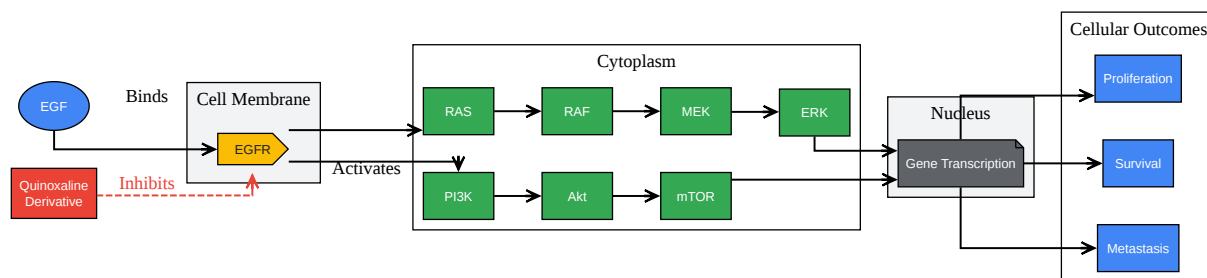 Cellular Outcomes
Cytoplasm
Proliferation
Binds
Cell Membrane
EGF
RAS
RAF
MEK
ERK
Nucleus
EGFR
Gene Transcription
Survival
Activates
Inhibits
Quinoxaline
Derivative
PI3K
Akt
mTOR
Metastasis